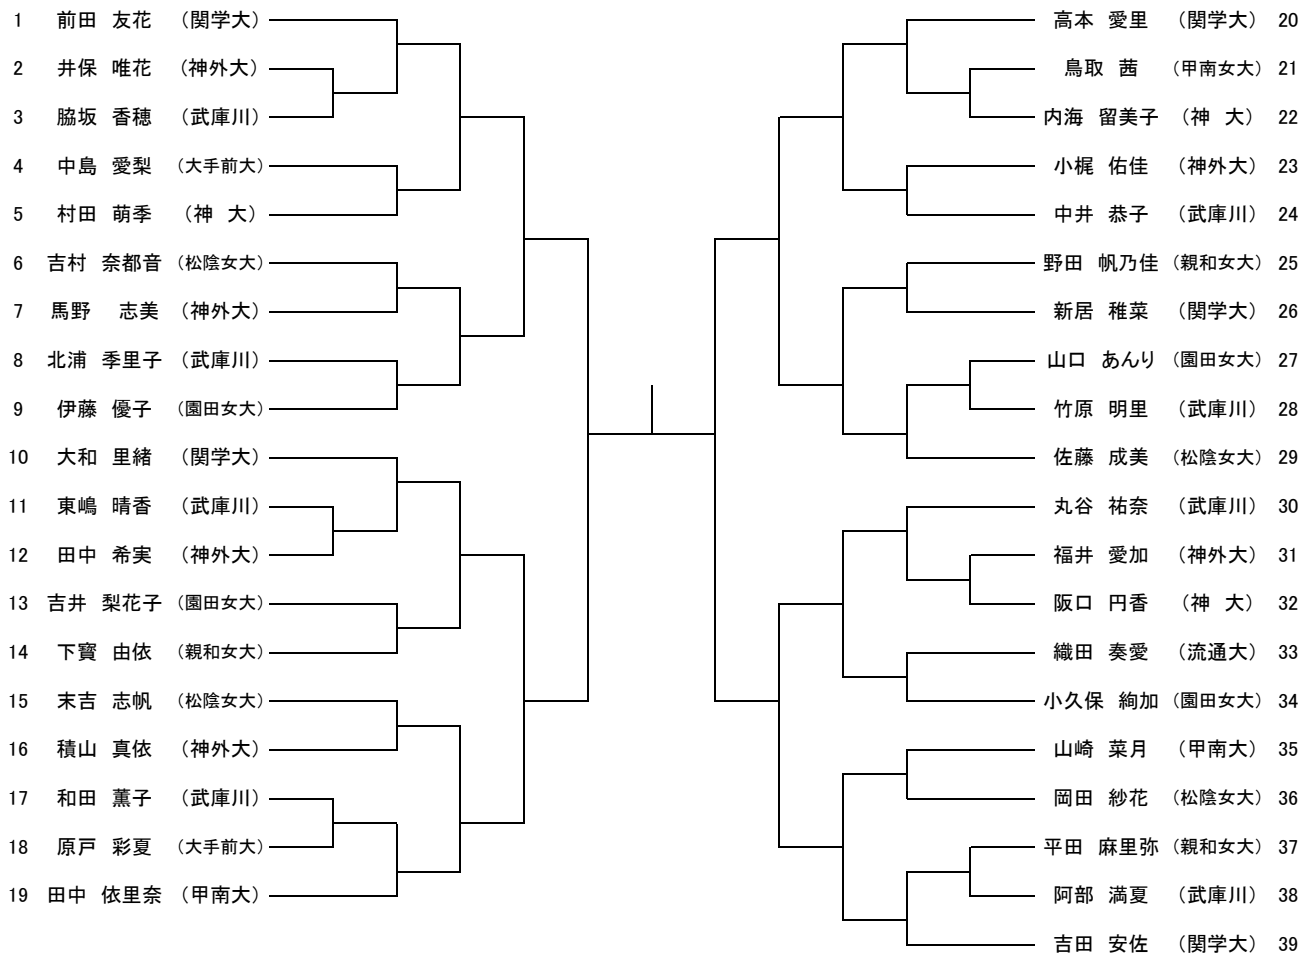 1 前田 友花 （関学大）
2 井保 唯花 （神外大）
3 脇坂 香穂 （武庫川）
4 中島 愛梨 （大手前大）
5 村田 萌季 （神 大）
6 吉村 奈都音 （松陰女大）
7 馬野 志美 （神外大）
8 北浦 季里子 （武庫川）
9 伊藤 優子 （園田女大）
10 大和 里緒 （関学大）
11 東嶋 晴香 （武庫川）
12 田中 希実 （神外大）
13 吉井 梨花子 （園田女大）
14 下寳 由依 （親和女大）
15 末吉 志帆 （松陰女大）
16 積山 真依 （神外大）
17 和田 薫子 （武庫川）
18 原戸 彩夏 （大手前大）
19 田中 依里奈 （甲南大）
高本 愛里 （関学大） 20
鳥取 茜 （甲南女大） 21
内海 留美子 （神 大） 22
小梶 佑佳 （神外大） 23
中井 恭子 （武庫川） 24
野田 帆乃佳 （親和女大） 25
新居 稚菜 （関学大） 26
山口 あんり （園田女大） 27
竹原 明里 （武庫川） 28
佐藤 成美 （松陰女大） 29
丸谷 祐奈 （武庫川） 30
福井 愛加 （神外大） 31
阪口 円香 （神 大） 32
織田 奏愛 （流通大） 33
小久保 絢加 （園田女大） 34
山崎 菜月 （甲南大） 35
岡田 紗花 （松陰女大） 36
平田 麻里弥 （親和女大） 37
阿部 満夏 （武庫川） 38
吉田 安佐 （関学大） 39